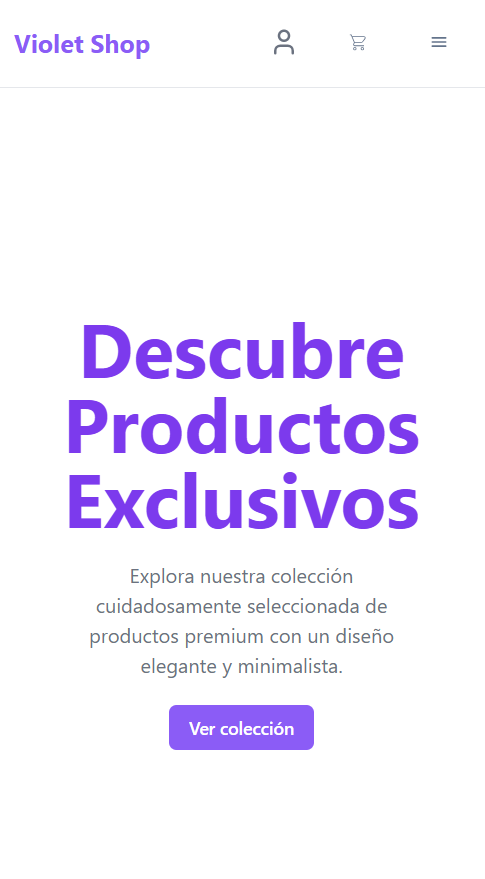 Violet Shop
Descubre
Productos
Exclusivos
Explora nuestra colección
cuidadosamente seleccionada de
productos premium con un diseño
elegante y minimalista.
Ver colección